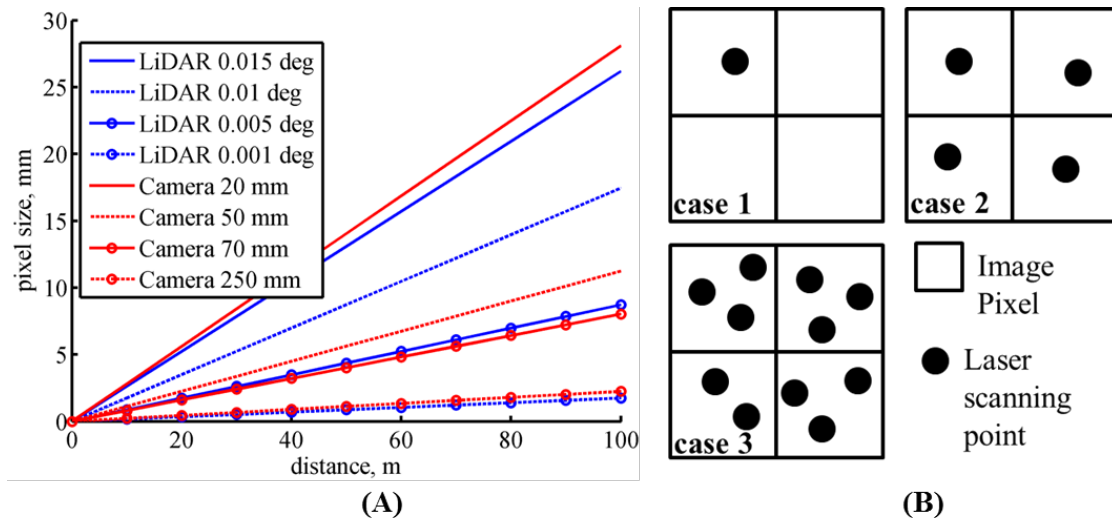 30
25
20
15
10
5
0
pixel size, mm
LiDAR 0.015 deg
LiDAR 0.01 deg
LiDAR 0.005 deg
LiDAR 0.001 deg
Camera 20 mm
Camera 50 mm
Camera 70 mm
Camera 250 mm
0 20 40 60 80 100
distance, m
(A)
case 1
case 2
case 3
Image
Pixel
Laser
scanning
point
(B)